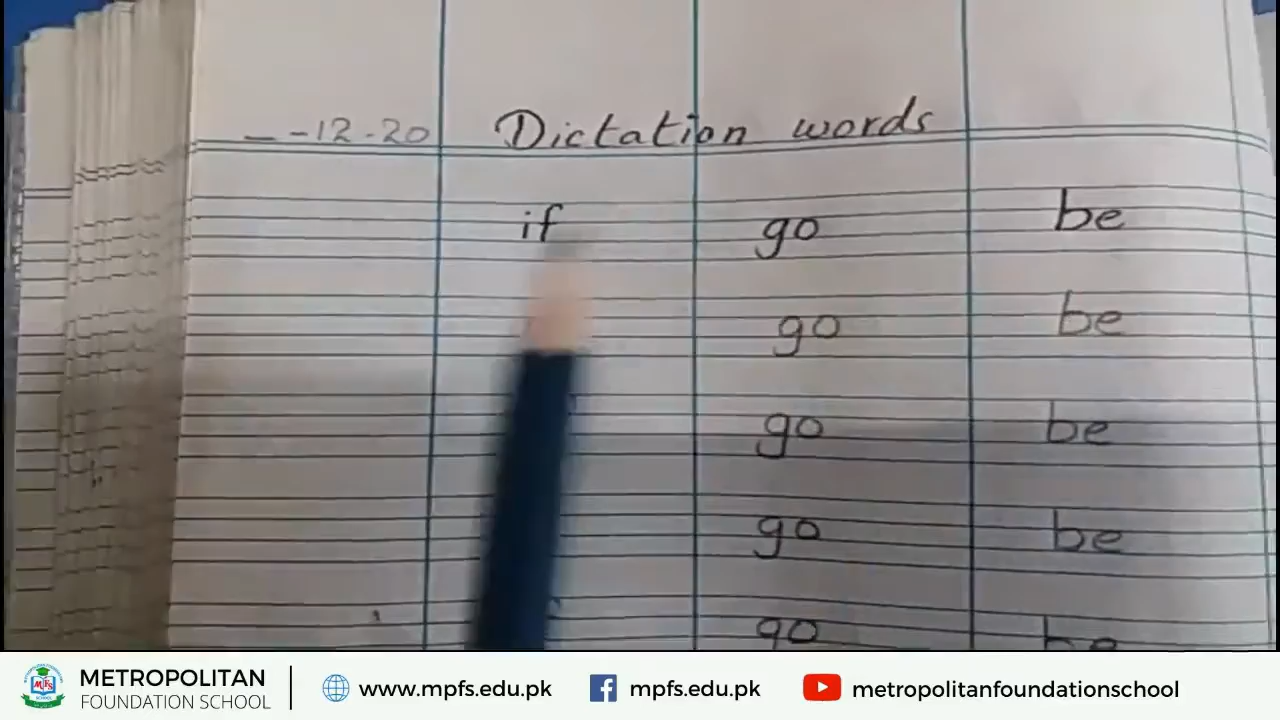 _ -12-20 Dictation words
if go be
go be
go be
go be
go be
METROPOLITAN
FOUNDATION SCHOOL
www.mpfs.edu.pk mpfs.edu.pk metropolitanfoundationschool